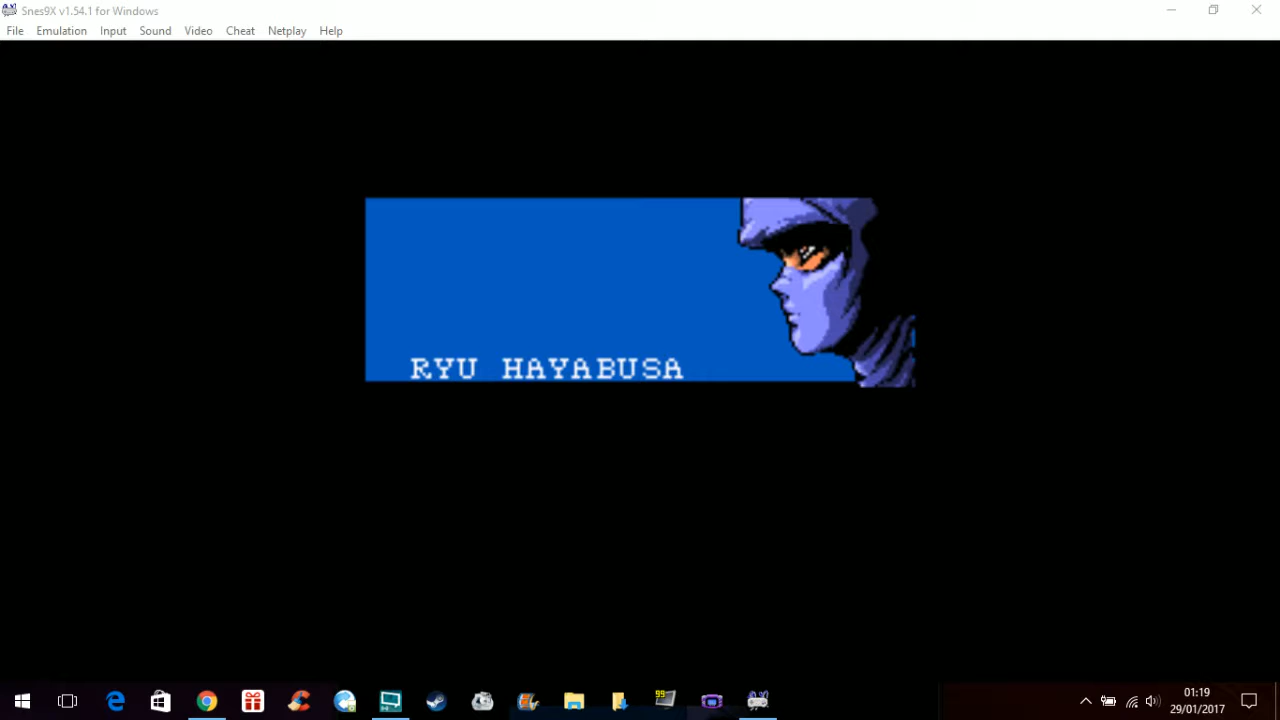 Snes9X v1.54.1 for Windows
File Emulation Input Sound Video Cheat Netplay Help
RYU HAYABUSA
99
01:19
29/01/2017